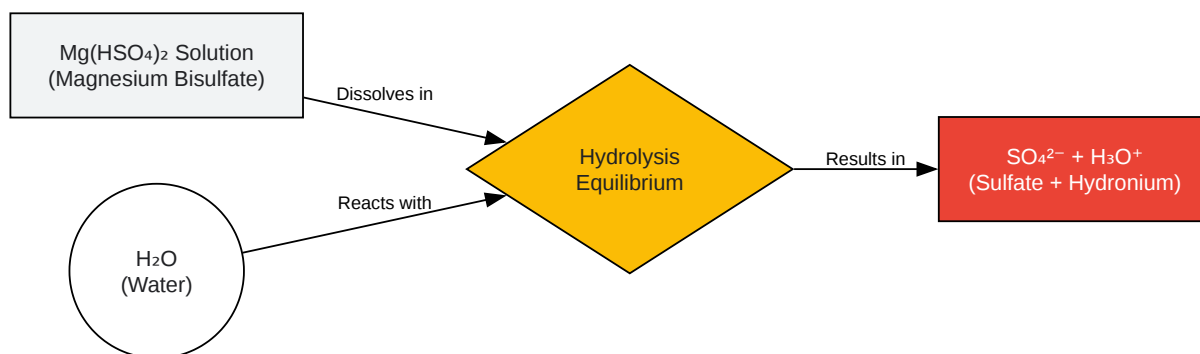 Mg(HSO₄)₂ Solution
(Magnesium Bisulfate)
Dissolves in
Hydrolysis
Equilibrium
Results in
SO₄²⁻ + H₃O⁺
(Sulfate + Hydronium)
Reacts with
H₂O
(Water)